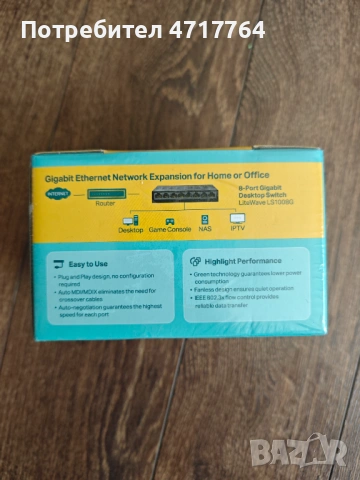 Потребител 4717764
Gigabit Ethernet Network Expansion for Home or Office
INTERNET
Router
8-Port Gigabit
Desktop Switch
LiteWave LS1008G
Desktop Game Console NAS IPTV
Easy to Use
• Plug and Play design, no configuration
required
• Auto MDI/MDIX eliminates the need for
crossover cables.
• Auto-negotiation guarantees the highest
speed for each port.
Highlight Performance
• Green technology guarantees lower power
consumption
• Fanless design ensures quiet operation
• IEEE 802.3x flow control provides
reliable data transfer
BAZAR